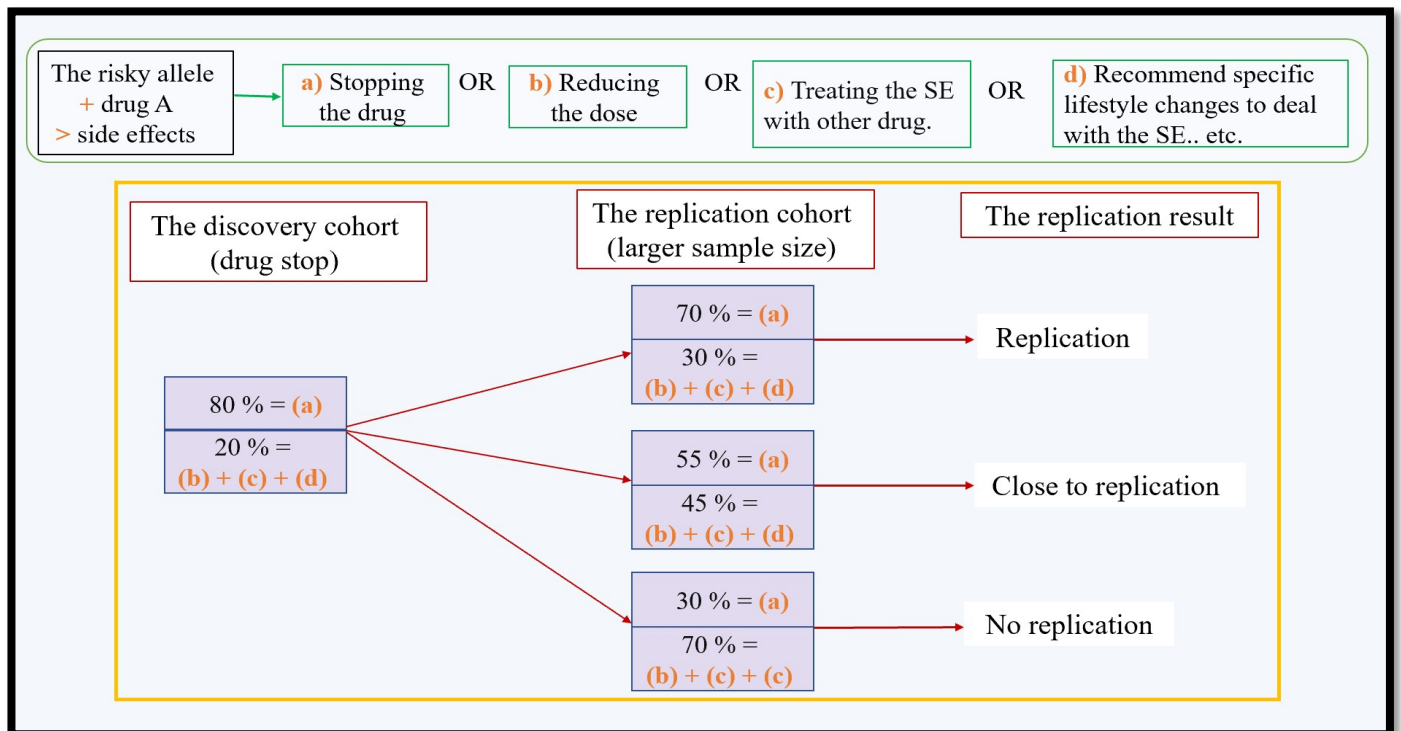 The risky allele
+ drug A
> side effects
a) Stopping
the drug
OR
b) Reducing
the dose
OR
c) Treating the SE
with other drug.
OR
d) Recommend specific
lifestyle changes to deal
with the SE.. etc.
The discovery cohort
(drug stop)
The replication cohort
(larger sample size)
The replication result
80 % = (a)
20 % =
(b) + (c) + (d)
70 % = (a)
30 % =
(b) + (c) + (d)
Replication
55 % = (a)
45 % =
(b) + (c) + (d)
Close to replication
30 % = (a)
70 % =
(b) + (c) + (c)
No replication